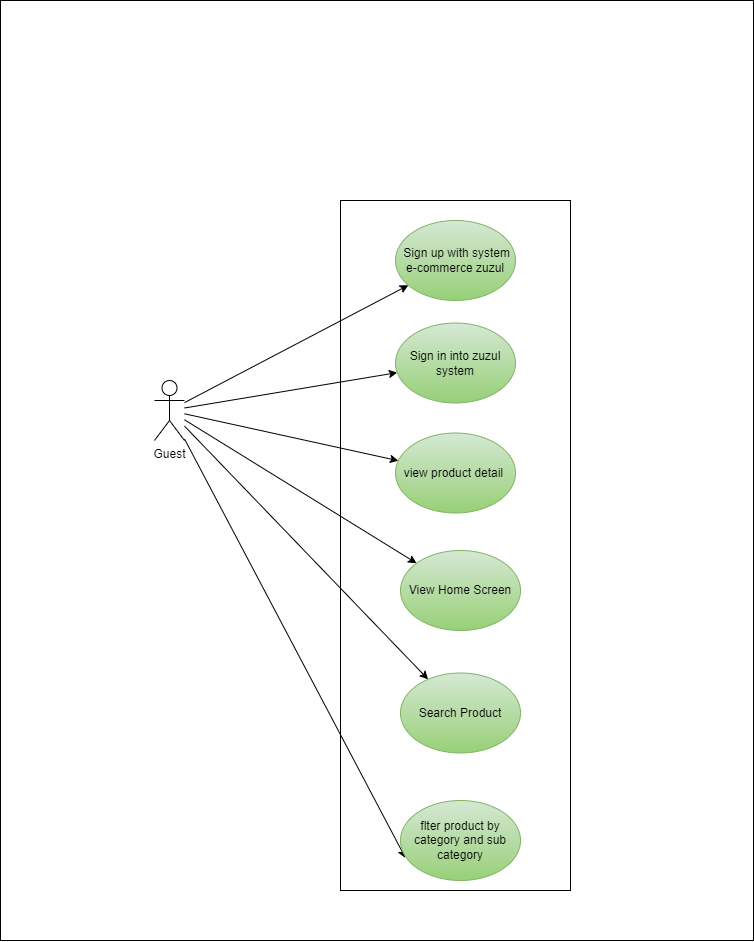 Sign up with system
e-commerce zuzul
Sign in into zuzul
system
Guest
view product detail
View Home Screen
Search Product
flter product by
category and sub
category